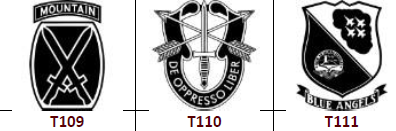 MOUNTAIN
DE OPPRESSO LIBER
BLUE ANGELS
T109 T110 T111